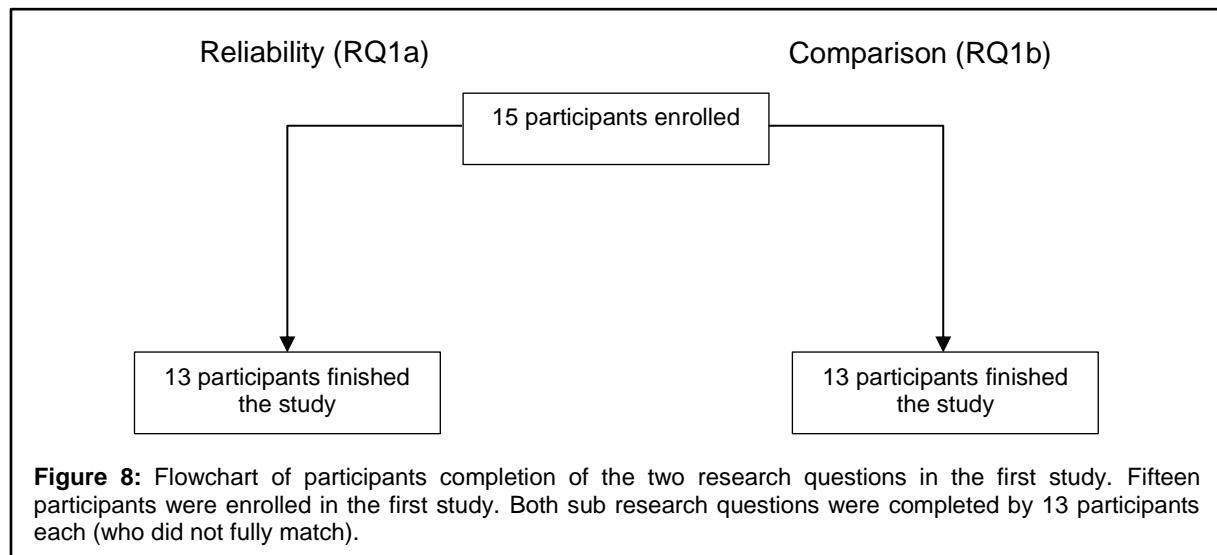 Reliability (RQ1a)
Comparison (RQ1b)
15 participants enrolled
13 participants finished
the study
13 participants finished
the study
Figure 8: Flowchart of participants completion of the two research questions in the first study. Fifteen
participants were enrolled in the first study. Both sub research questions were completed by 13 participants
each (who did not fully match).